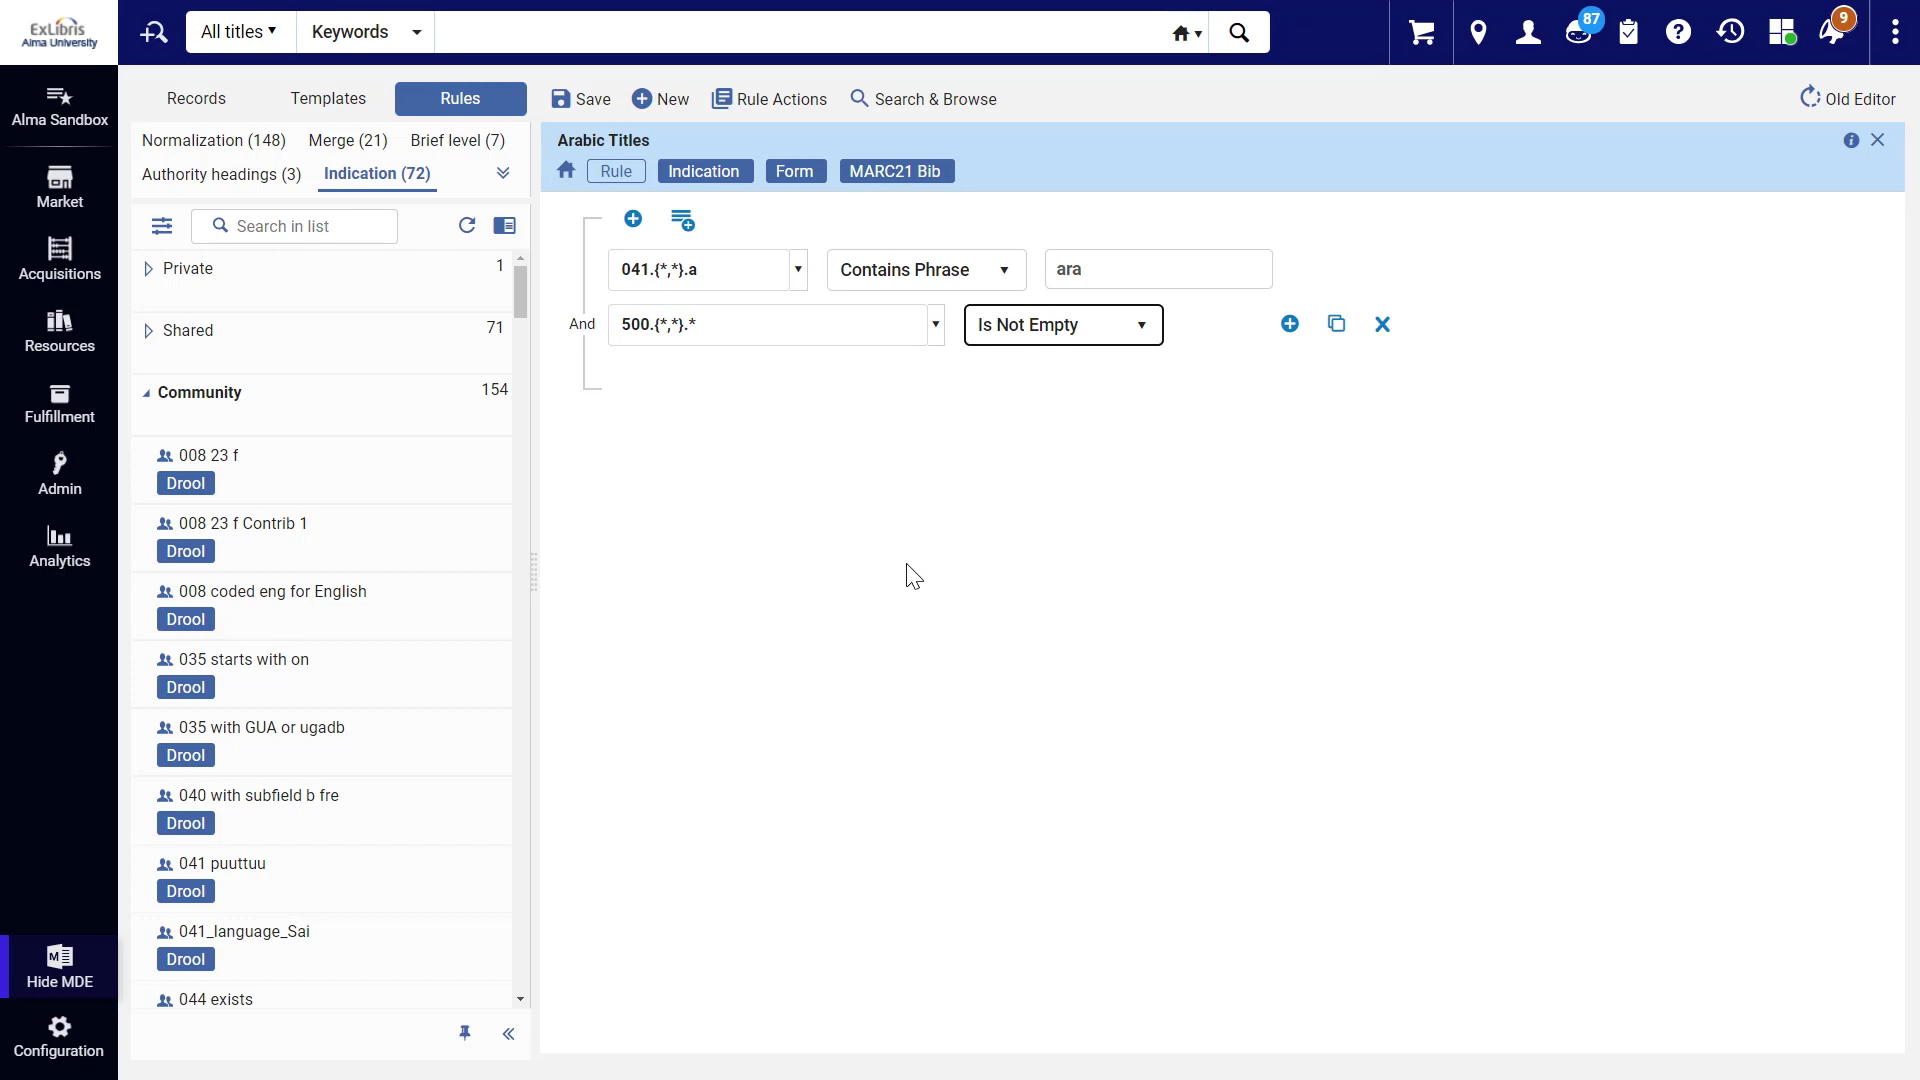 ExLibris
Alma University
All titles
Keywords
87
9
Alma Sandbox
Market
Acquisitions
Resources
Fulfillment
Admin
Analytics
Hide MDE
Configuration
Records
Templates
Rules
Normalization (148)
Merge (21)
Brief level (7)
Authority headings (3)
Indication (72)
Search in list
Private
1
Shared
71
Community
154
008 23 f
Drool
008 23 f Contrib 1
Drool
008 coded eng for English
Drool
035 starts with on
Drool
035 with GUA or ugadb
Drool
040 with subfield b fre
Drool
041 puuttuu
Drool
041_language_Sai
Drool
044 exists
Save
New
Rule Actions
Search & Browse
Old Editor
Arabic Titles
Rule
Indication
Form
MARC21 Bib
041.{*,*}.a
Contains Phrase
ara
And
500.{*,*}.*
Is Not Empty